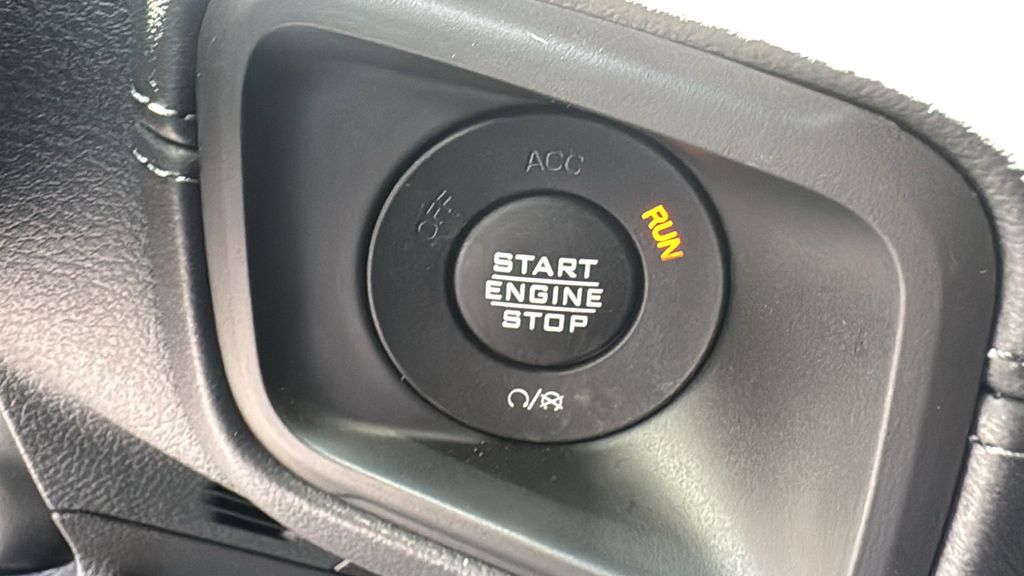 ACC
OFF
RUN
START
ENGINE
STOP